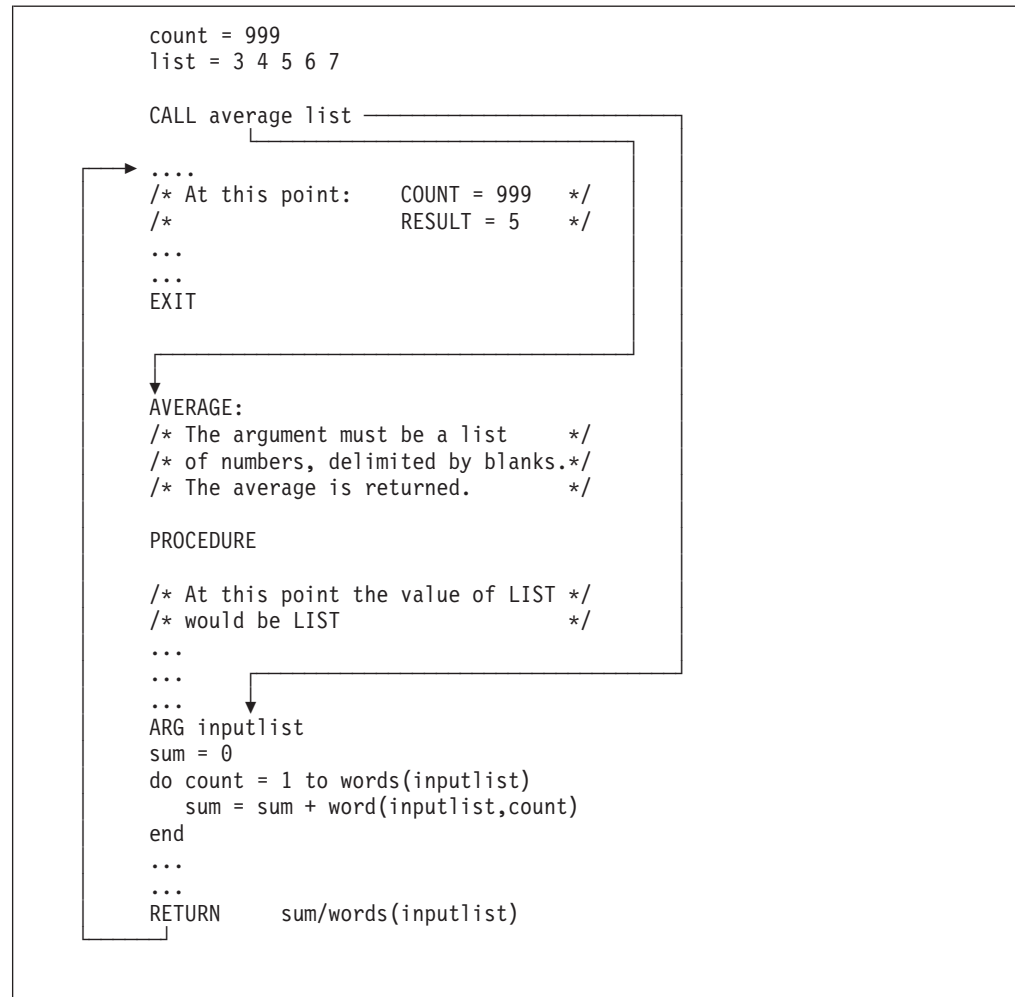 count = 999
list = 3 4 5 6 7
CALL average list
....
/* At this point:    COUNT = 999   */
/*                   RESULT = 5    */
...
...
EXIT
AVERAGE:
/* The argument must be a list     */
/* of numbers, delimited by blanks.*/
/* The average is returned.        */
PROCEDURE
/* At this point the value of LIST */
/* would be LIST                   */
...
...
...
ARG inputlist
sum = 0
do count = 1 to words(inputlist)
   sum = sum + word(inputlist,count)
end
...
...
RETURN     sum/words(inputlist)